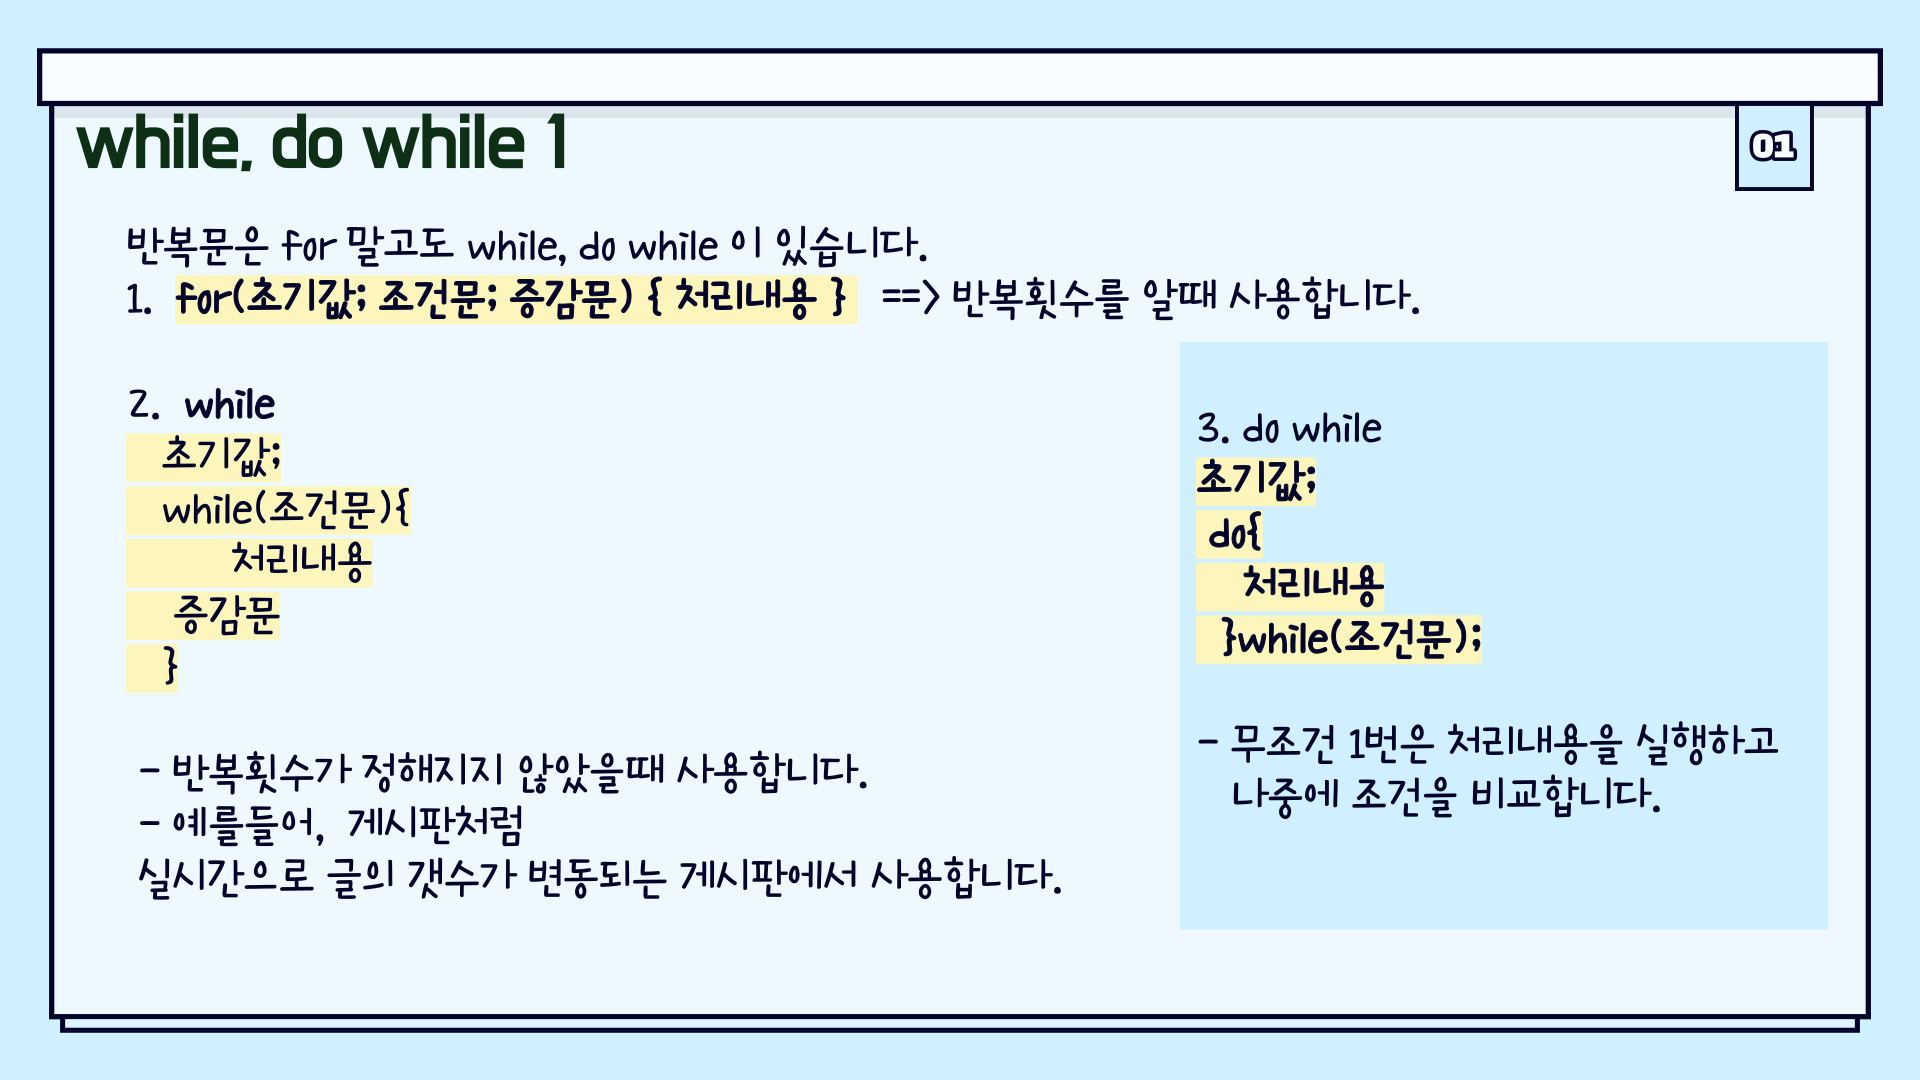 while, do while 1
01
반복문은 for 말고도 while, do while 이 있습니다.
1. for(초기값; 조건문; 증감문) { 처리내용 } ==> 반복횟수를 알때 사용합니다.
2. while
초기값;
while(조건문){
처리내용
증감문
}
- 반복횟수가 정해지지 않았을때 사용합니다.
- 예를들어, 게시판처럼
실시간으로 글의 갯수가 변동되는 게시판에서 사용합니다.
3. do while
초기값;
do{
처리내용
}while(조건문);
- 무조건 1번은 처리내용을 실행하고
나중에 조건을 비교합니다.